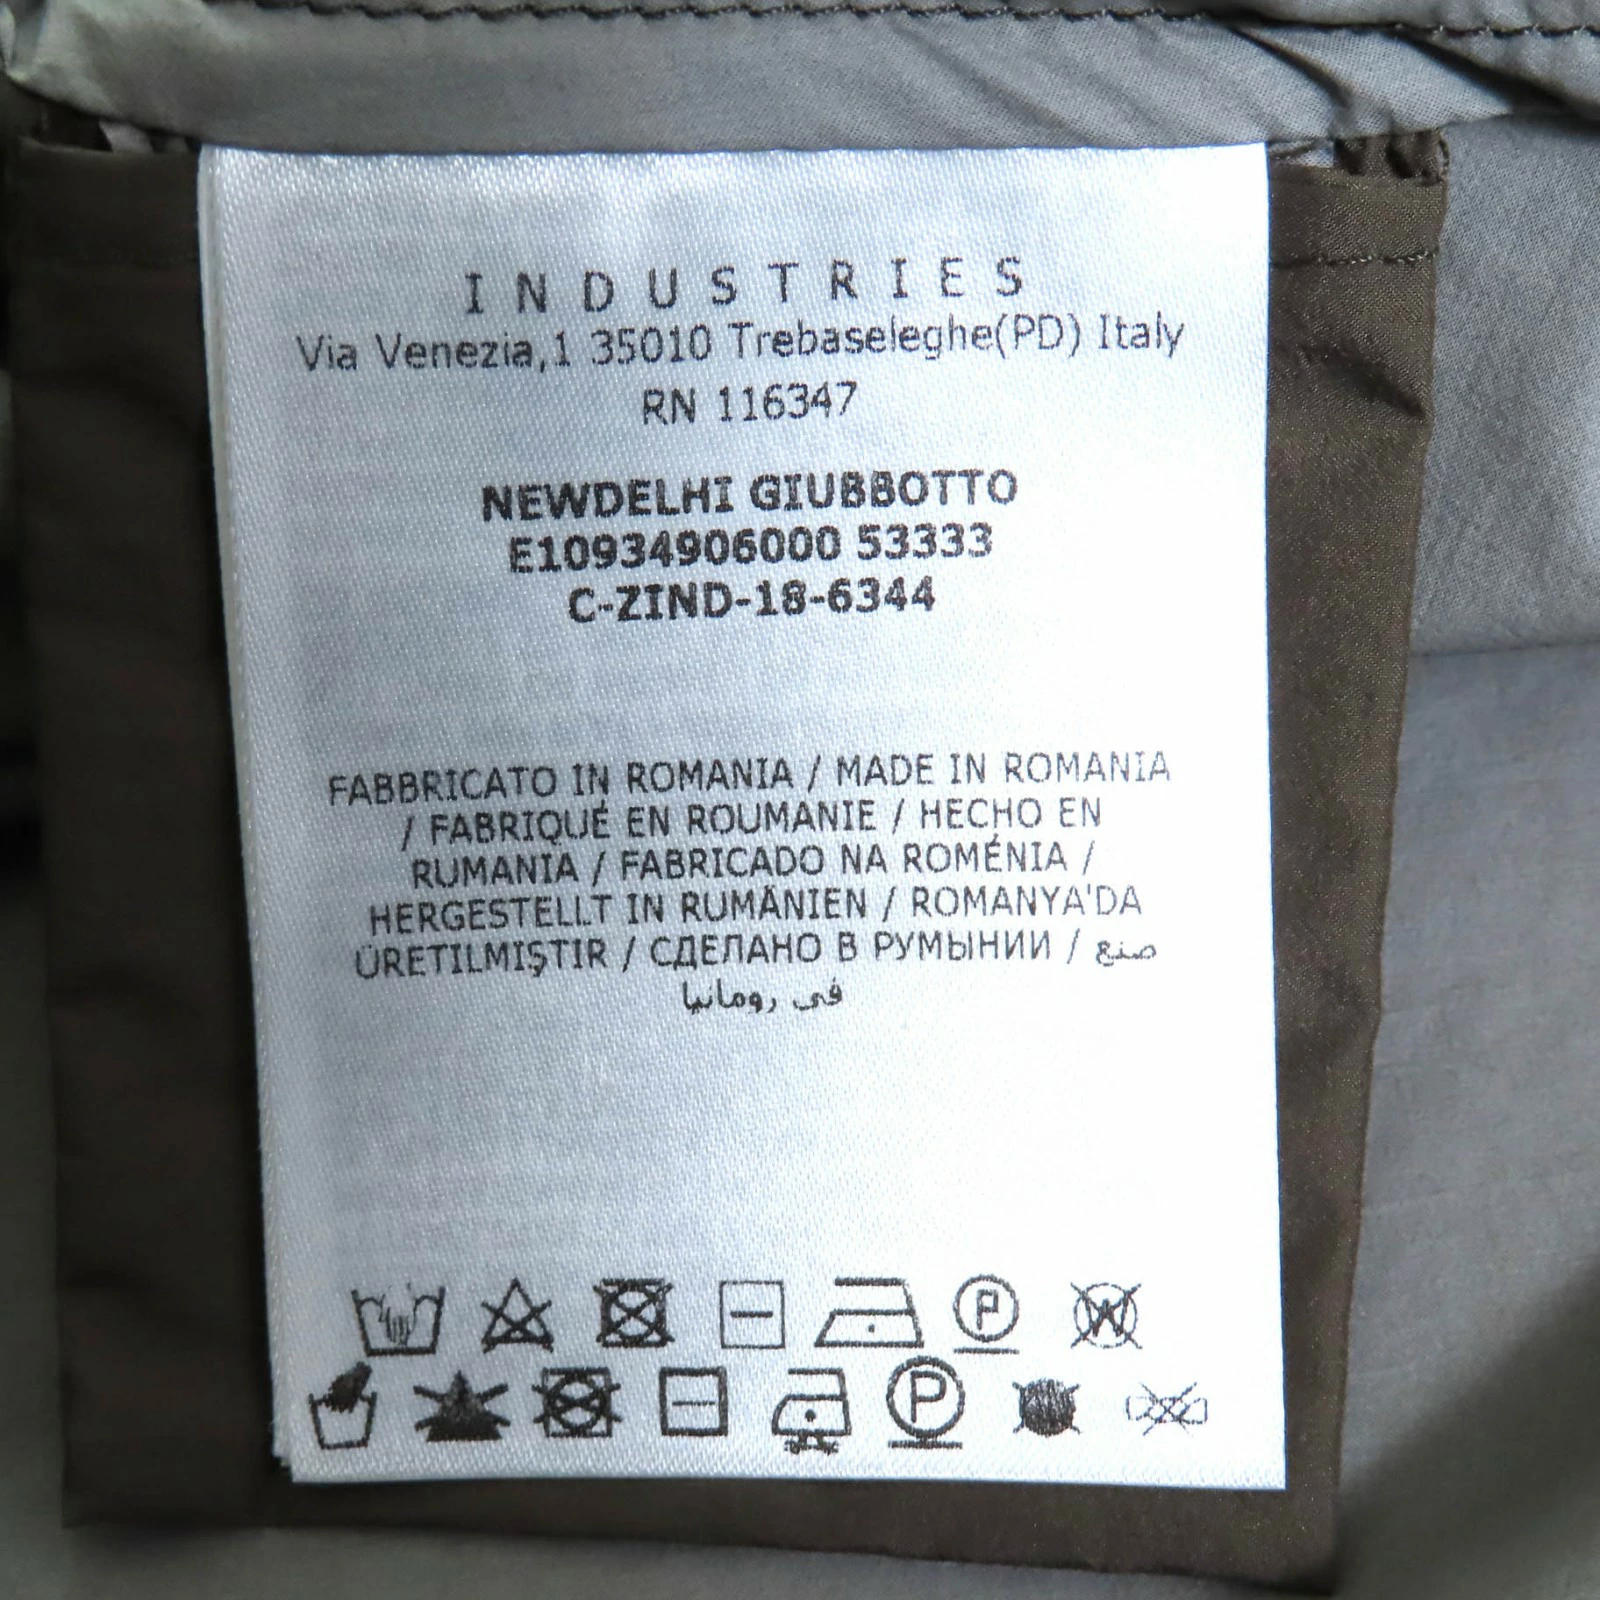 INDUSTRIES
Via Venezia,1 35010 Trebaseleghe(PD) Italy
RN 116347
NEWDELHI GIUBBOTTO
E10934906000 53333
C-ZIND-18-6344
FABBRICATO IN ROMANIA / MADE IN ROMANIA
/ FABRIQUÉ EN ROUMANIE / HECHO EN
RUMANIA / FABRICADO NA ROMÉNIA /
HERGESTELLT IN RUMÄNIEN / ROMANYA'DA
ÜRETILMIŞTIR / СДЕЛАНО В РУМЫНИИ / صنع
في رومانيا
P W
P